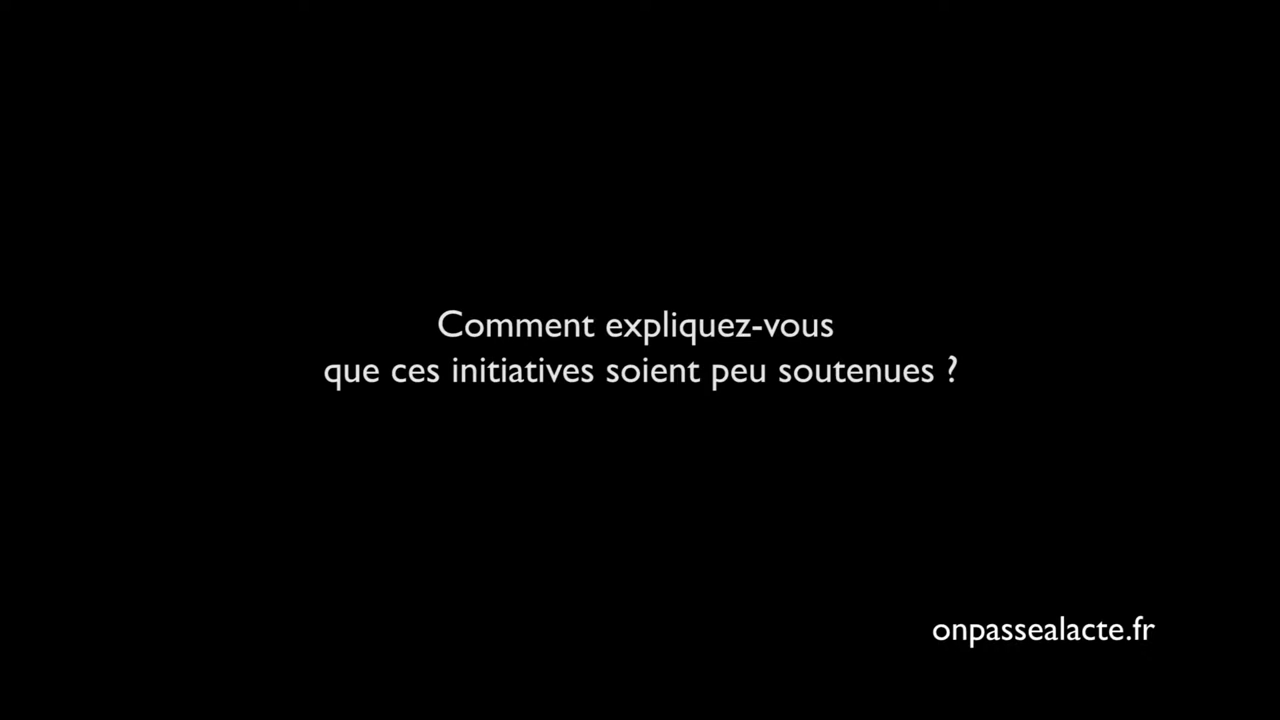 Comment expliquez-vous
que ces initiatives soient peu soutenues ?
onpassealacte.fr